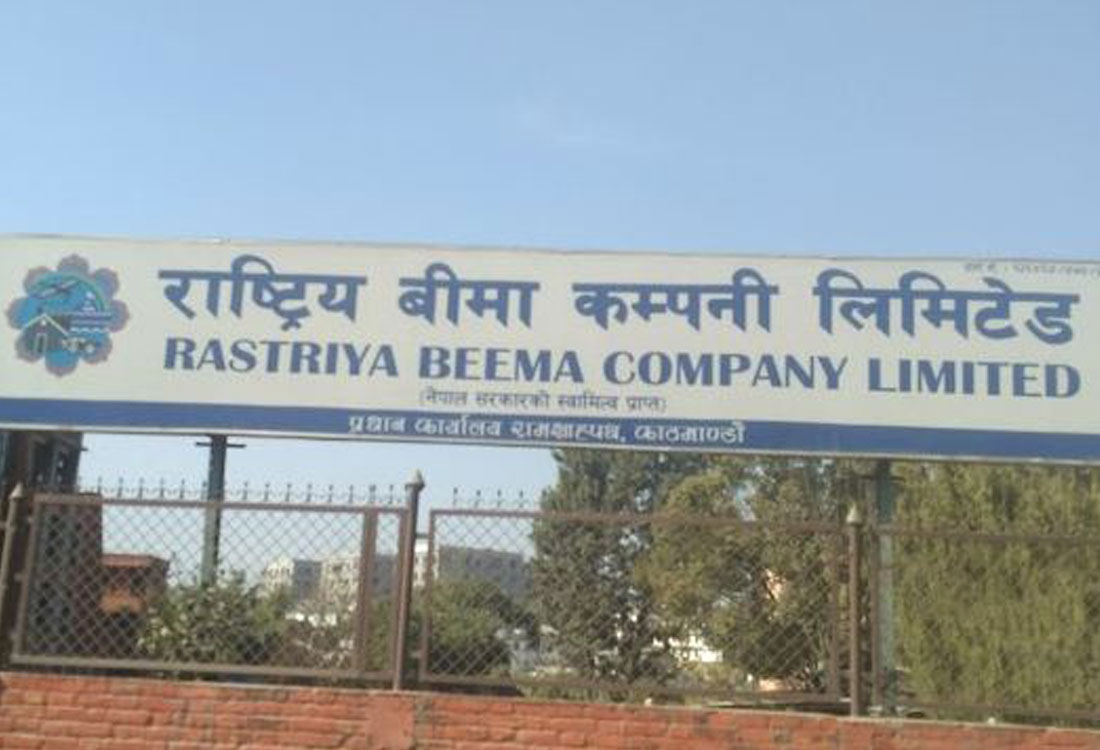 राष्ट्रिय बीमा कम्पनी लिमिटेड
RASTRIYA BEEMA COMPANY LIMITED
(नेपाल सरकारको स्वामित्व प्राप्त)
प्रधान कार्यालय रामशाहपथ, काठमाण्डौ